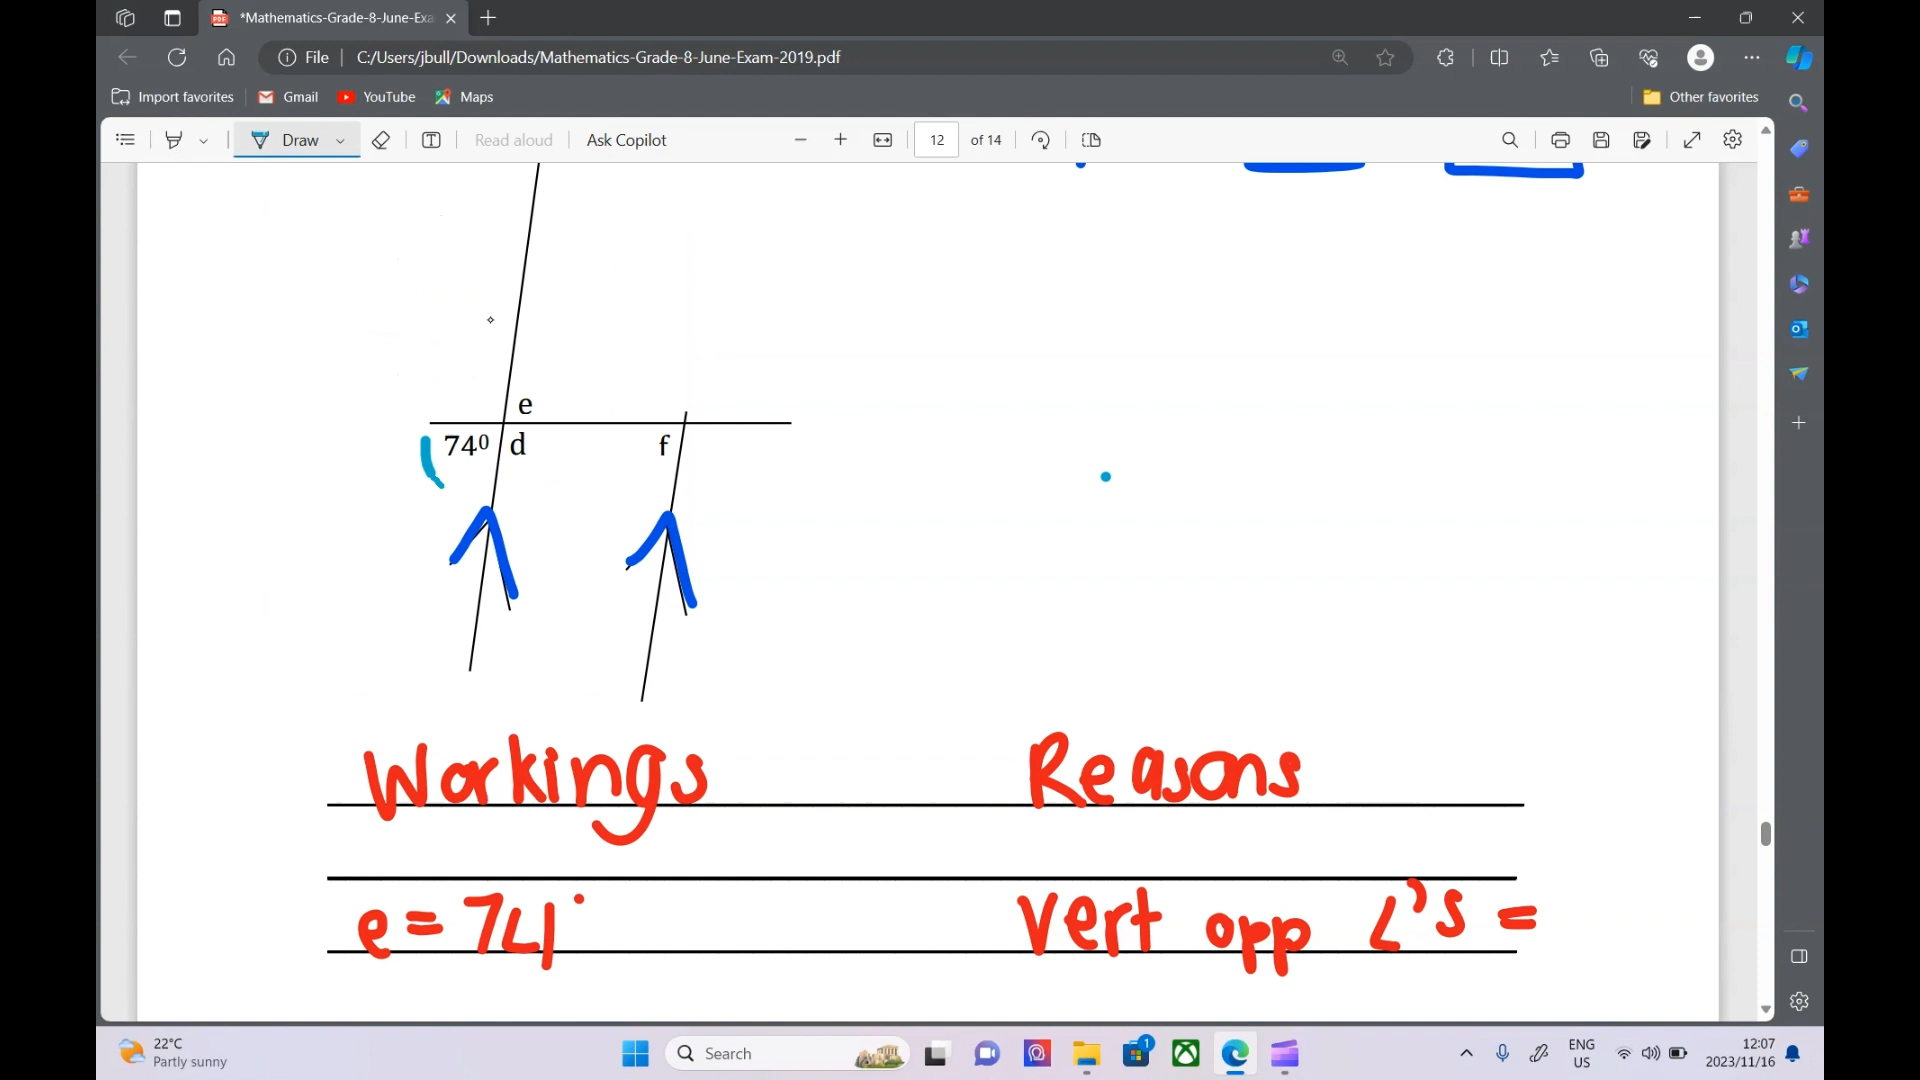 *Mathematics-Grade-8-June-Exa
File C:/Users/jbull/Downloads/Mathematics-Grade-8-June-Exam-2019.pdf
Import favorites Gmail YouTube Maps Other favorites
Draw Read aloud Ask Copilot 12 of 14
e
74⁰ d f
Workings Reasons
e = 74° Vert opp ∠'s =
22°C
Partly sunny
Search
1
ENG
US
12:07
2023/11/16